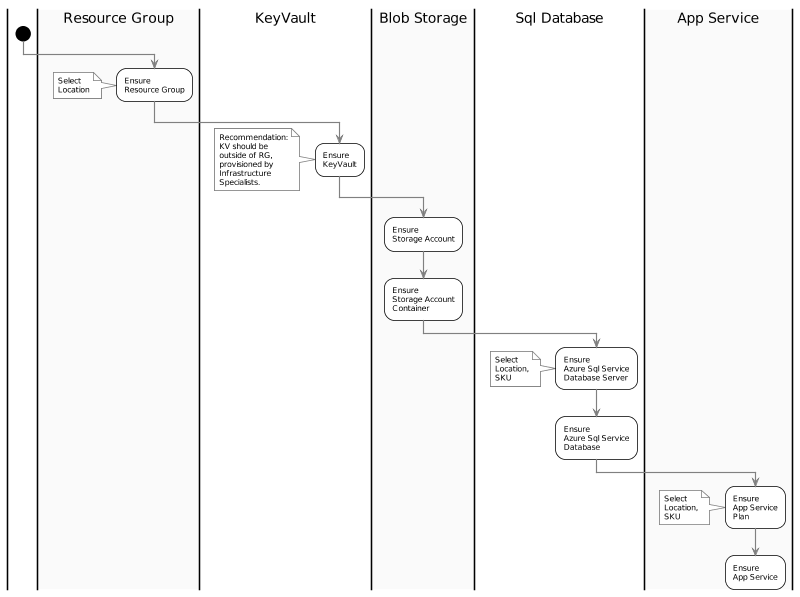 Resource Group
KeyVault
Blob Storage
Sql Database
App Service
Select
Location
Ensure
Resource Group
Recommendation:
KV should be
outside of RG,
provisioned by
Infrastructure
Specialists.
Ensure
KeyVault
Ensure
Storage Account
Ensure
Storage Account
Container
Select
Location,
SKU
Ensure
Azure Sql Service
Database Server
Ensure
Azure Sql Service
Database
Select
Location,
SKU
Ensure
App Service
Plan
Ensure
App Service